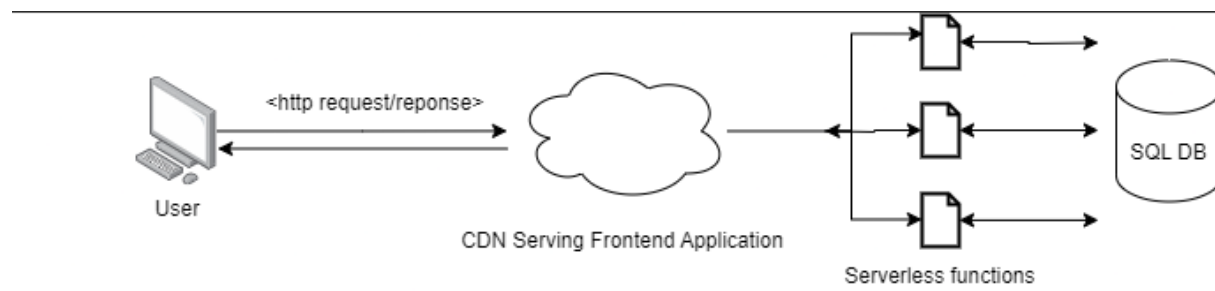 <http request/reponse>
User
CDN Serving Frontend Application
Serverless functions
SQL DB